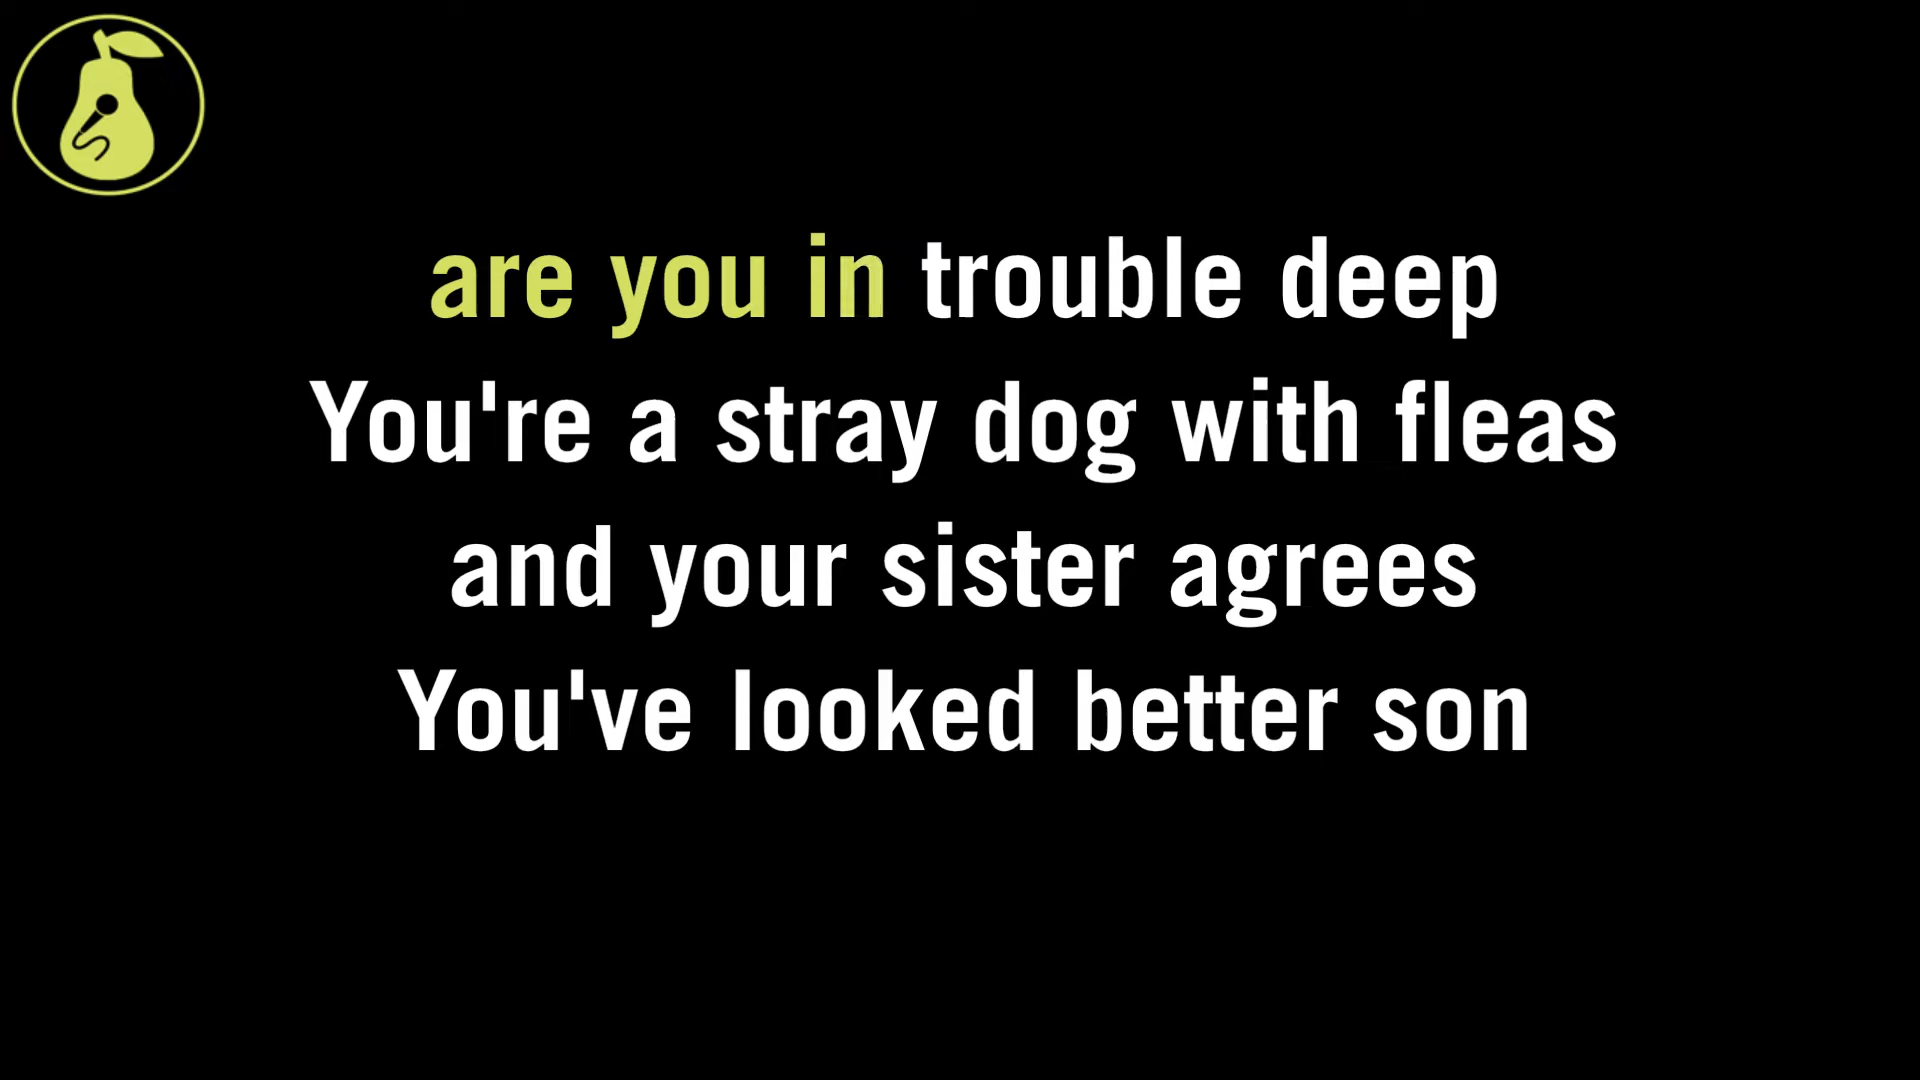 are you in trouble deep
You're a stray dog with fleas
and your sister agrees
You've looked better son